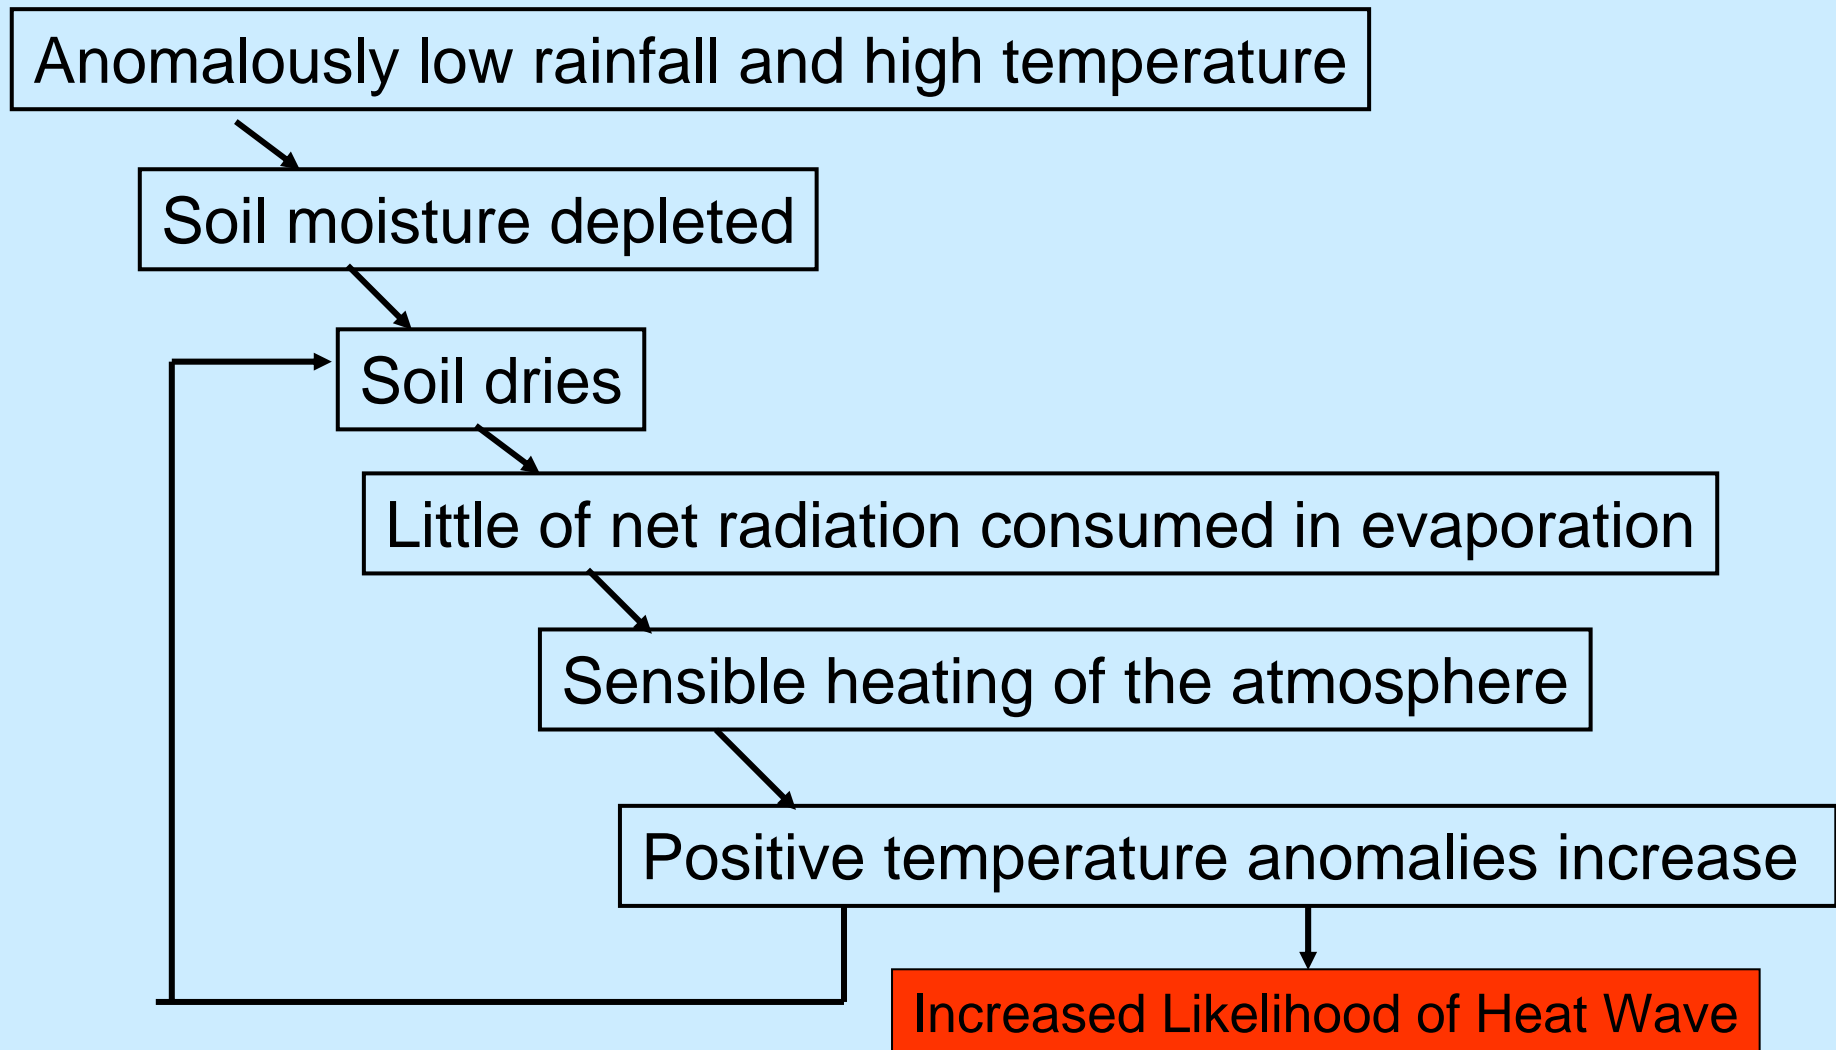 Anomalously low rainfall and high temperature
Soil moisture depleted
Soil dries
Little of net radiation consumed in evaporation
Sensible heating of the atmosphere
Positive temperature anomalies increase
Increased Likelihood of Heat Wave